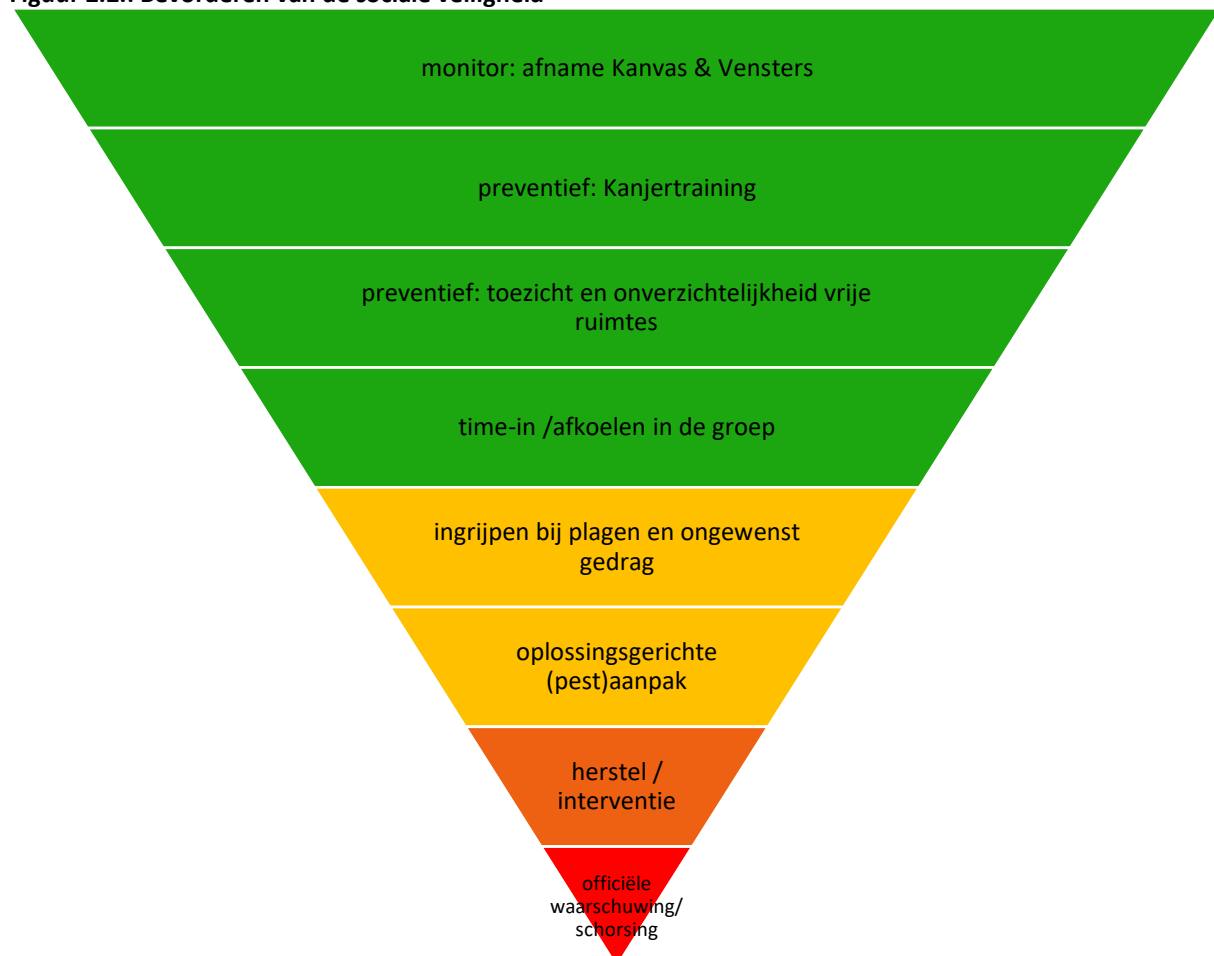 Figuur 2.2.: Bevorderen van de sociale veiligheid
monitor: afname Kanvas & Vensters
preventief: Kanjertraining
preventief: toezicht en onverzichtelijkheid vrije
ruimtes
time-in /afkoelen in de groep
ingrijpen bij plagen en ongewenst
gedrag
oplossingsgerichte
(pest)aanpak
herstel /
interventie
officiële
waarschuwing/
schorsing